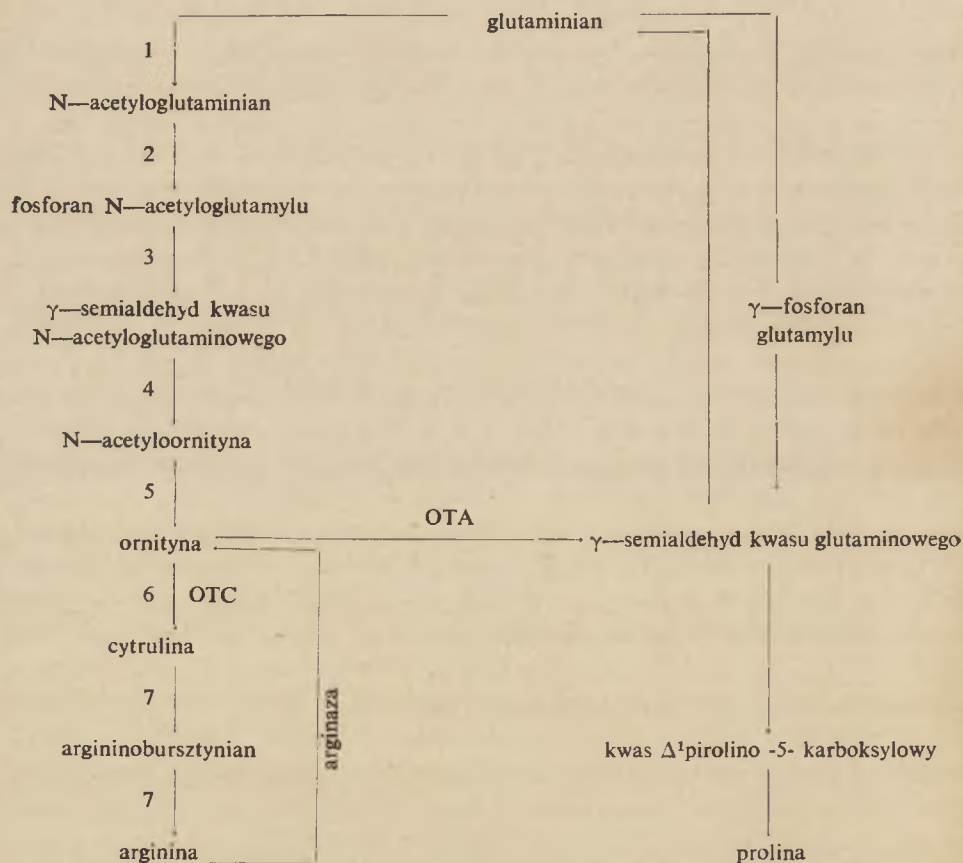 glutaminian
1
N—acetyloglutaminian
2
fosforan N—acetyloglutamylu
3
γ—semialdehyd kwasu
N—acetyloglutaminowego
γ—fosforan
glutamylu
4
N—acetyloornityna
5
OTA
ornityna
γ—semialdehyd kwasu glutaminowego
6 OTC
cytrulina
7
arginaza
argininobursztynian
kwas Δ¹pirolino -5- karboksylowy
7
arginina
prolina